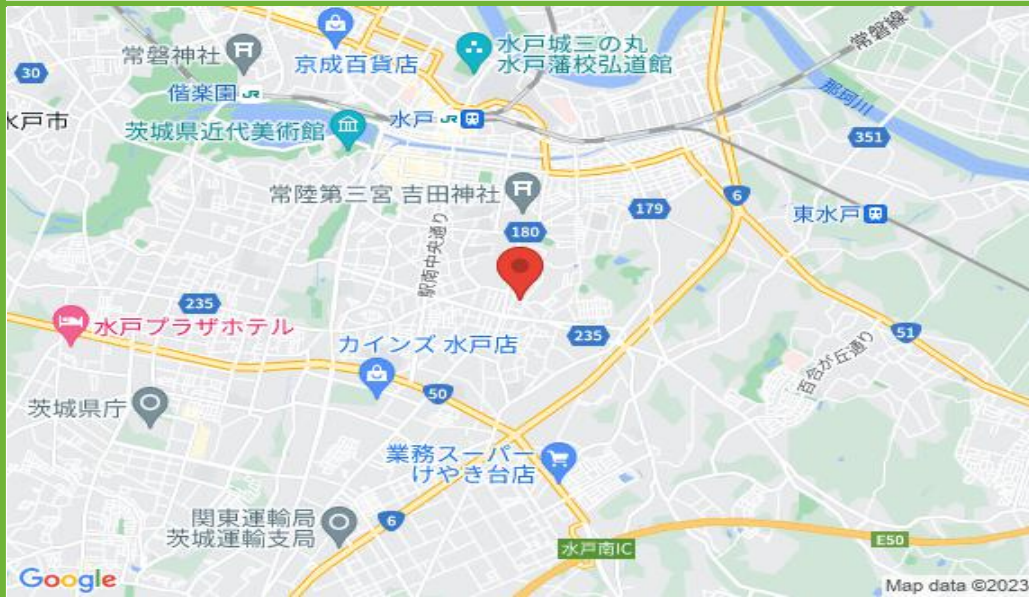 常磐線
京成百貨店
水戸城三の丸
水戸藩校弘道館
常磐神社
30
偕楽園 JR
那珂川
水戸市
茨城県近代美術館
水戸 JR
351
常陸第三宮 吉田神社
6
179
東水戸
180
駅南中央通り
235
水戸プラザホテル
カインズ 水戸店
235
51
百合が丘通り
50
茨城県庁
業務スーパー
けやき台店
関東運輸局
茨城運輸支局
6
水戸南IC
E50
Google
Map data ©2023